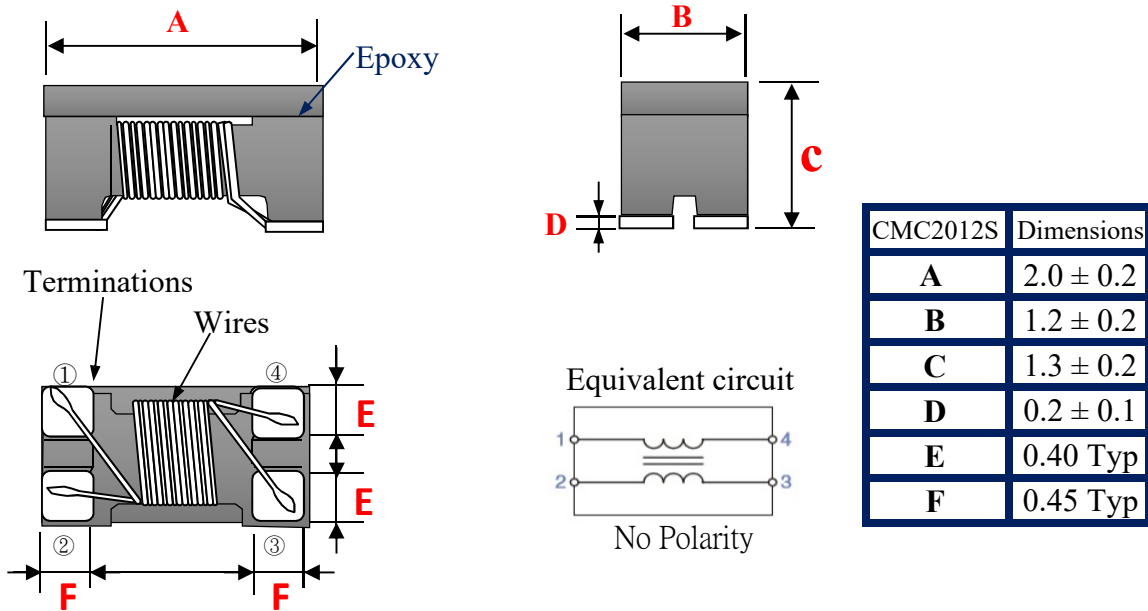 A
Epoxy
B
C
D
Terminations
Wires
①
④
E
E
②
③
F
F
Equivalent circuit
1
4
2
3
No Polarity
CMC2012S Dimensions
A 2.0 ± 0.2
B 1.2 ± 0.2
C 1.3 ± 0.2
D 0.2 ± 0.1
E 0.40 Typ
F 0.45 Typ